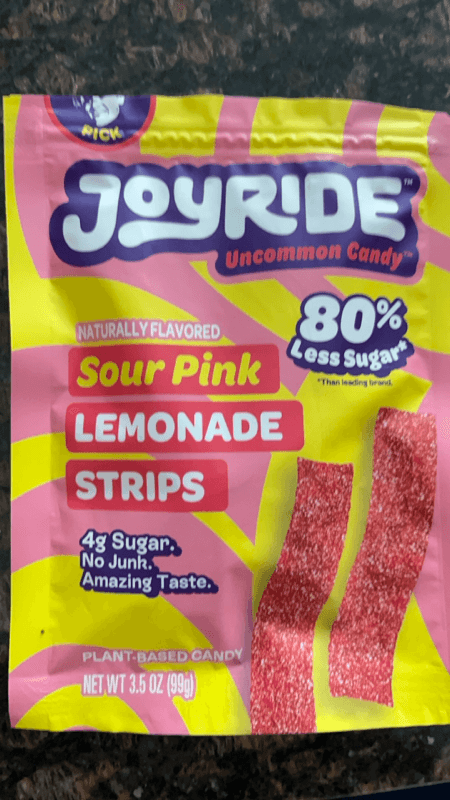 PICK
JOYRIDE™
Uncommon Candy™
80%
Less Sugar*
*Than leading brand.
NATURALLY FLAVORED
Sour Pink
LEMONADE
STRIPS
4g Sugar.
No Junk.
Amazing Taste.
PLANT-BASED CANDY
NET WT 3.5 OZ (99g)